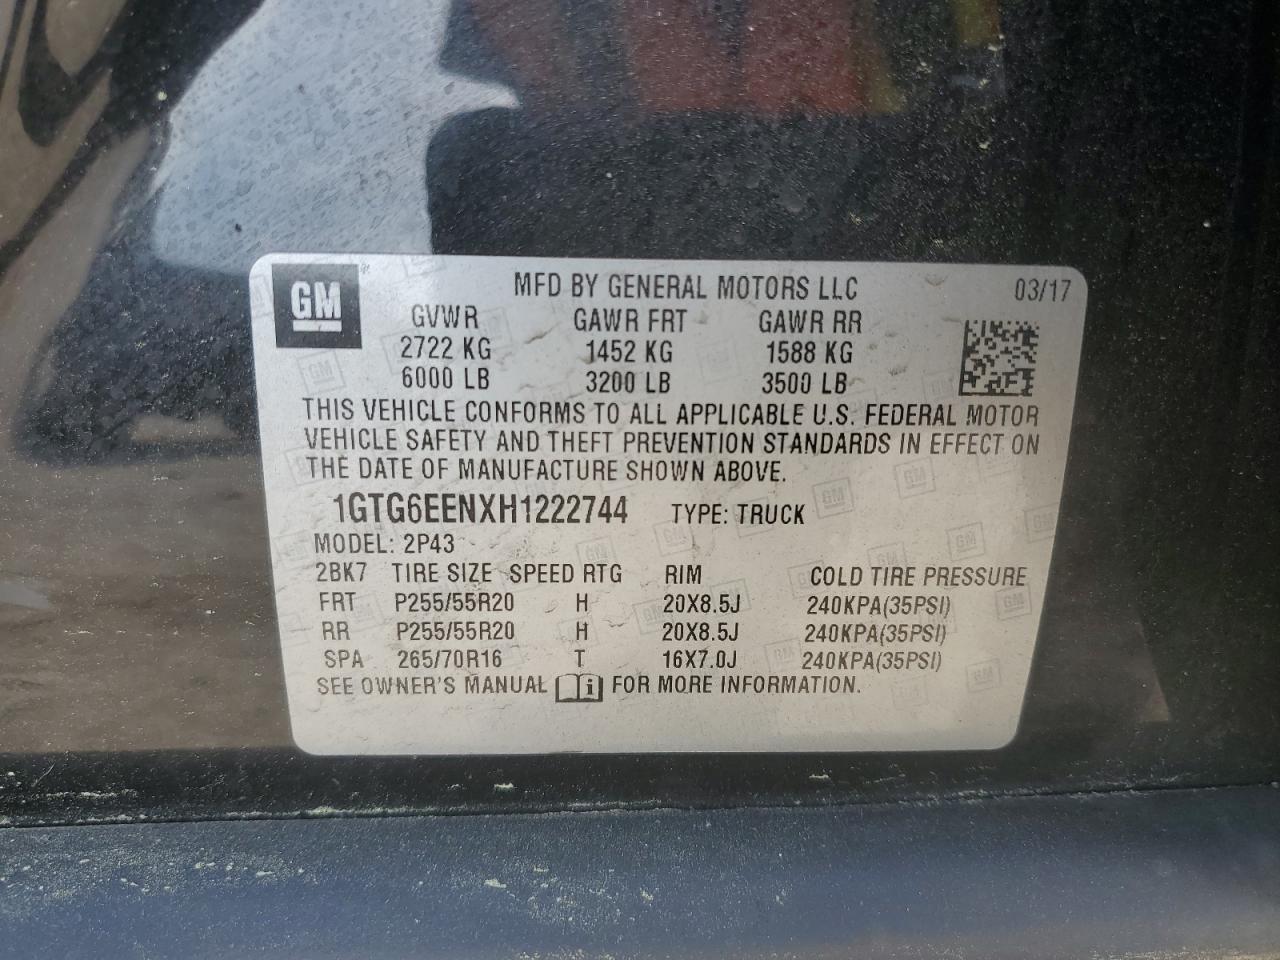 GM
MFD BY GENERAL MOTORS LLC 03/17
GVWR GAWR FRT GAWR RR
2722 KG 1452 KG 1588 KG
6000 LB 3200 LB 3500 LB
THIS VEHICLE CONFORMS TO ALL APPLICABLE U.S. FEDERAL MOTOR
VEHICLE SAFETY AND THEFT PREVENTION STANDARDS IN EFFECT ON
THE DATE OF MANUFACTURE SHOWN ABOVE.
1GTG6EENXH1222744 TYPE: TRUCK
MODEL: 2P43
2BK7 TIRE SIZE SPEED RTG RIM COLD TIRE PRESSURE
FRT P255/55R20 H 20X8.5J 240KPA(35PSI)
RR P255/55R20 H 20X8.5J 240KPA(35PSI)
SPA 265/70R16 T 16X7.0J 240KPA(35PSI)
SEE OWNER'S MANUAL i FOR MORE INFORMATION.